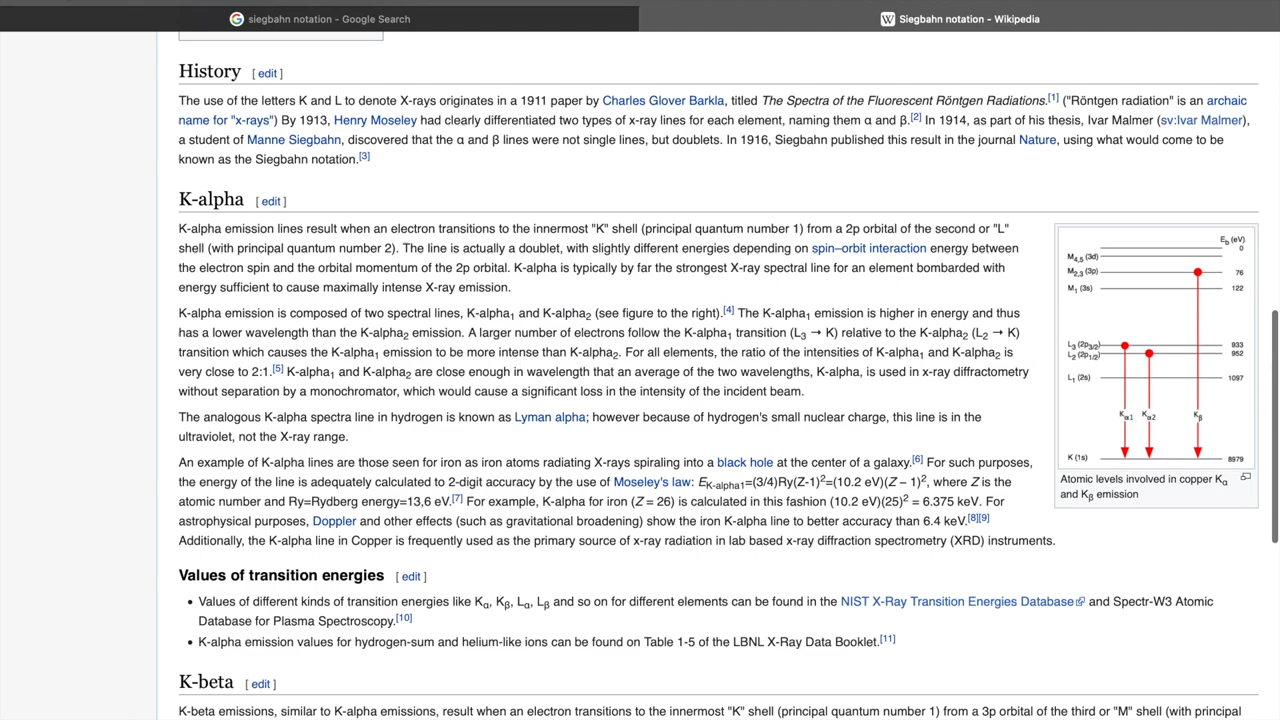 siegbahn notation - Google Search
Siegbahn notation - Wikipedia
History [ edit ]
The use of the letters K and L to denote X-rays originates in a 1911 paper by Charles Glover Barkla, titled The Spectra of the Fluorescent Röntgen Radiations.[1] ("Röntgen radiation" is an archaic
name for "x-rays") By 1913, Henry Moseley had clearly differentiated two types of x-ray lines for each element, naming them α and β.[2] In 1914, as part of his thesis, Ivar Malmer (sv:Ivar Malmer),
a student of Manne Siegbahn, discovered that the α and β lines were not single lines, but doublets. In 1916, Siegbahn published this result in the journal Nature, using what would come to be
known as the Siegbahn notation.[3]
K-alpha [ edit ]
K-alpha emission lines result when an electron transitions to the innermost "K" shell (principal quantum number 1) from a 2p orbital of the second or "L"
shell (with principal quantum number 2). The line is actually a doublet, with slightly different energies depending on spin–orbit interaction energy between
the electron spin and the orbital momentum of the 2p orbital. K-alpha is typically by far the strongest X-ray spectral line for an element bombarded with
energy sufficient to cause maximally intense X-ray emission.
K-alpha emission is composed of two spectral lines, K-alpha1 and K-alpha2 (see figure to the right).[4] The K-alpha1 emission is higher in energy and thus
has a lower wavelength than the K-alpha2 emission. A larger number of electrons follow the K-alpha1 transition (L3 → K) relative to the K-alpha2 (L2 → K)
transition which causes the K-alpha1 emission to be more intense than K-alpha2. For all elements, the ratio of the intensities of K-alpha1 and K-alpha2 is
very close to 2:1.[5] K-alpha1 and K-alpha2 are close enough in wavelength that an average of the two wavelengths, K-alpha, is used in x-ray diffractometry
without separation by a monochromator, which would cause a significant loss in the intensity of the incident beam.
The analogous K-alpha spectra line in hydrogen is known as Lyman alpha; however because of hydrogen's small nuclear charge, this line is in the
ultraviolet, not the X-ray range.
An example of K-alpha lines are those seen for iron as iron atoms radiating X-rays spiraling into a black hole at the center of a galaxy.[6] For such purposes,
the energy of the line is adequately calculated to 2-digit accuracy by the use of Moseley's law: EK-alpha1=(3/4)Ry(Z-1)2=(10.2 eV)(Z − 1)2, where Z is the
atomic number and Ry=Rydberg energy=13,6 eV.[7] For example, K-alpha for iron (Z = 26) is calculated in this fashion (10.2 eV)(25)2 = 6.375 keV. For
astrophysical purposes, Doppler and other effects (such as gravitational broadening) show the iron K-alpha line to better accuracy than 6.4 keV.[8][9]
Additionally, the K-alpha line in Copper is frequently used as the primary source of x-ray radiation in lab based x-ray diffraction spectrometry (XRD) instruments.
Eb (eV)
0
M4,5 (3d)
M2,3 (3p) 76
M1 (3s) 122
L3 (2p3/2) 933
L2 (2p1/2) 952
L1 (2s) 1097
Kα1 Kα2 Kβ
K (1s) 8979
Atomic levels involved in copper Kα
and Kβ emission
Values of transition energies [ edit ]
• Values of different kinds of transition energies like Kα, Kβ, Lα, Lβ and so on for different elements can be found in the NIST X-Ray Transition Energies Database and Spectr-W3 Atomic
Database for Plasma Spectroscopy.[10]
• K-alpha emission values for hydrogen-sum and helium-like ions can be found on Table 1-5 of the LBNL X-Ray Data Booklet.[11]
K-beta [ edit ]
K-beta emissions, similar to K-alpha emissions, result when an electron transitions to the innermost "K" shell (principal quantum number 1) from a 3p orbital of the third or "M" shell (with principal